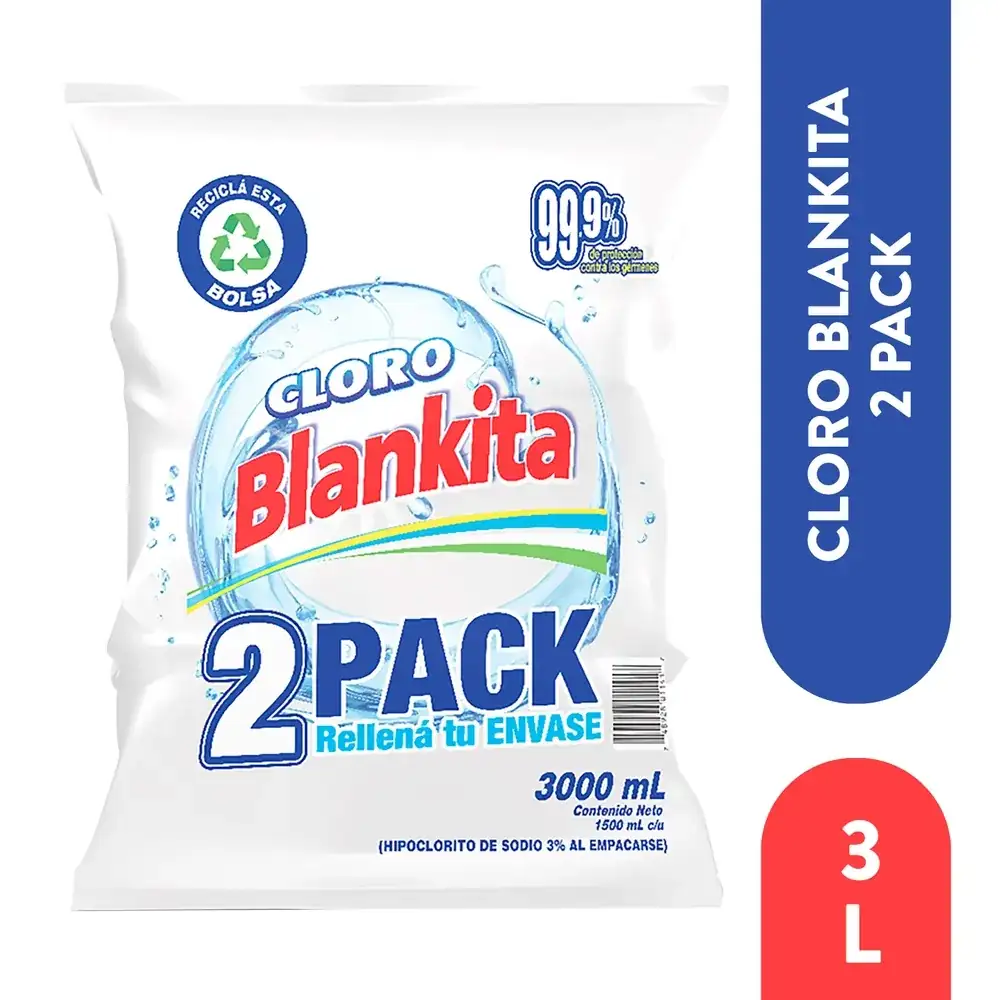 RECICLÁ ESTA
BOLSA
99.9%
de protección
contra los gérmenes
CLORO
Blankita
2 PACK
Rellená tu ENVASE
3000 mL
Contenido Neto
1500 mL c/u
(HIPOCLORITO DE SODIO 3% AL EMPACARSE)
CLORO BLANKITA
2 PACK
3
L